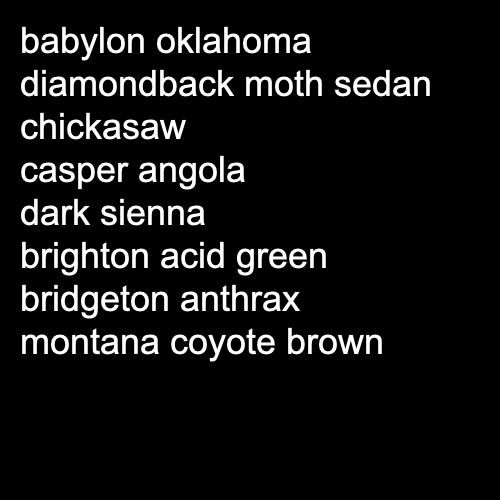 babylon oklahoma
diamondback moth sedan
chickasaw
casper angola
dark sienna
brighton acid green
bridgeton anthrax
montana coyote brown